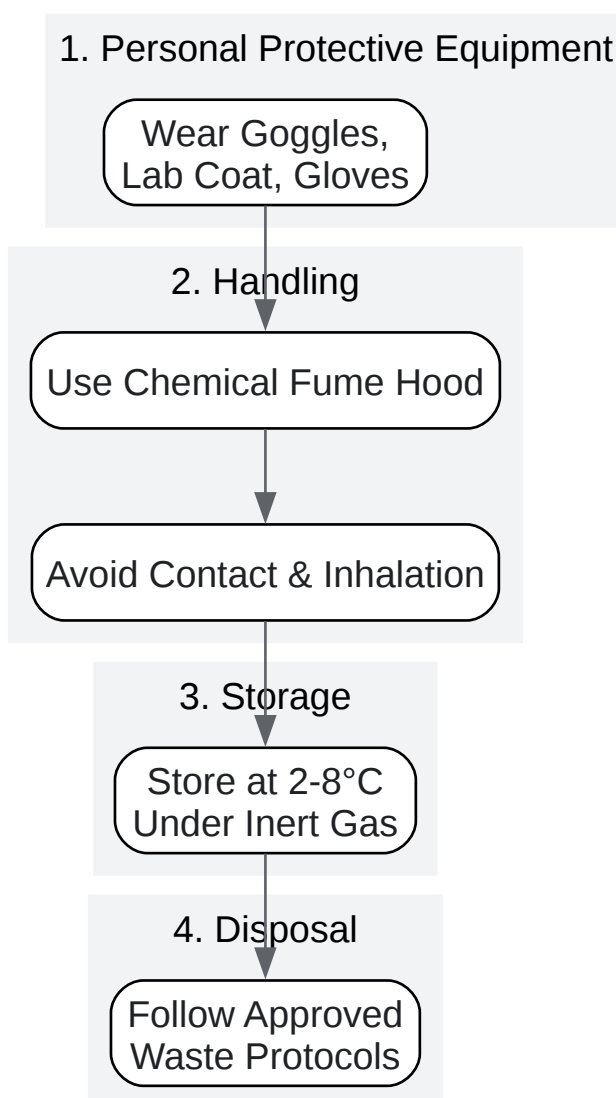 1. Personal Protective Equipment
Wear Goggles,
Lab Coat, Gloves
2. Handling
Use Chemical Fume Hood
Avoid Contact & Inhalation
3. Storage
Store at 2-8°C
Under Inert Gas
4. Disposal
Follow Approved
Waste Protocols